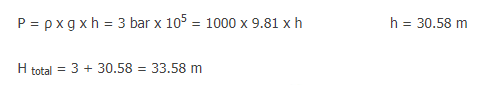 P = ρ x g x h = 3 bar x 10⁵ = 1000 x 9.81 x h h = 30.58 m
H total = 3 + 30.58 = 33.58 m